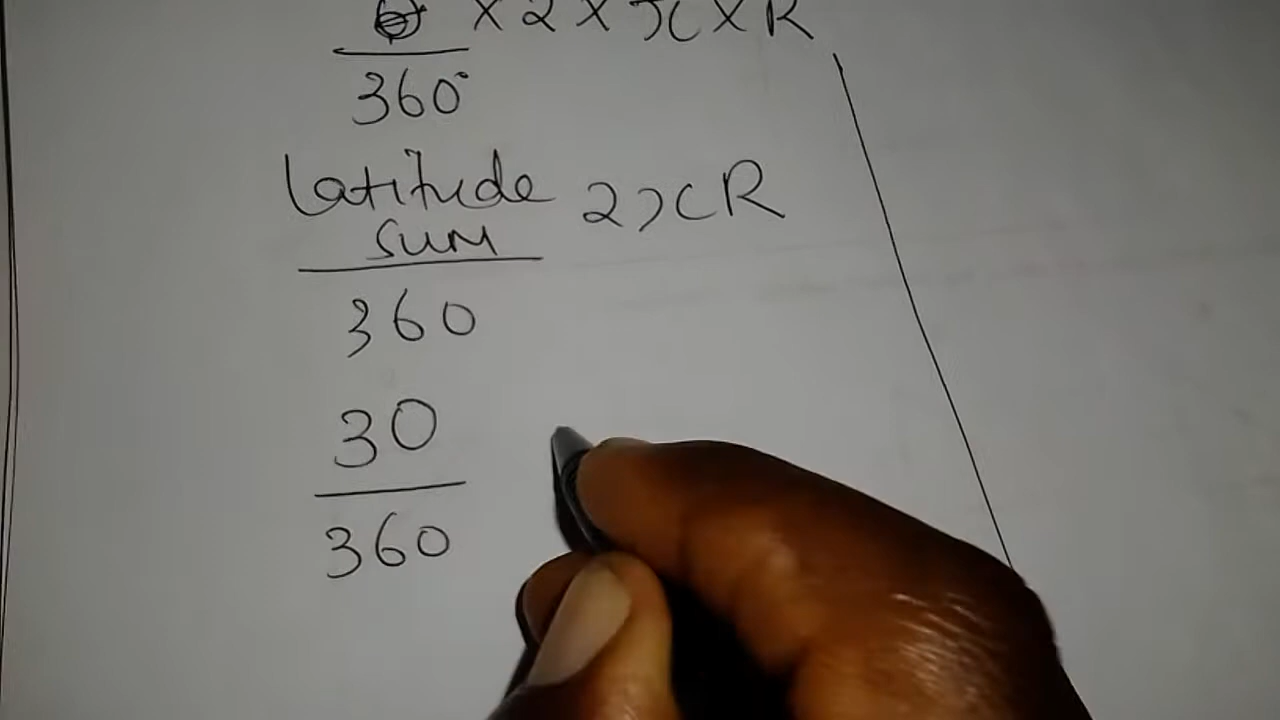 θ × 2 × π × R
360°
Latitude 2πR
sum
360
30
360